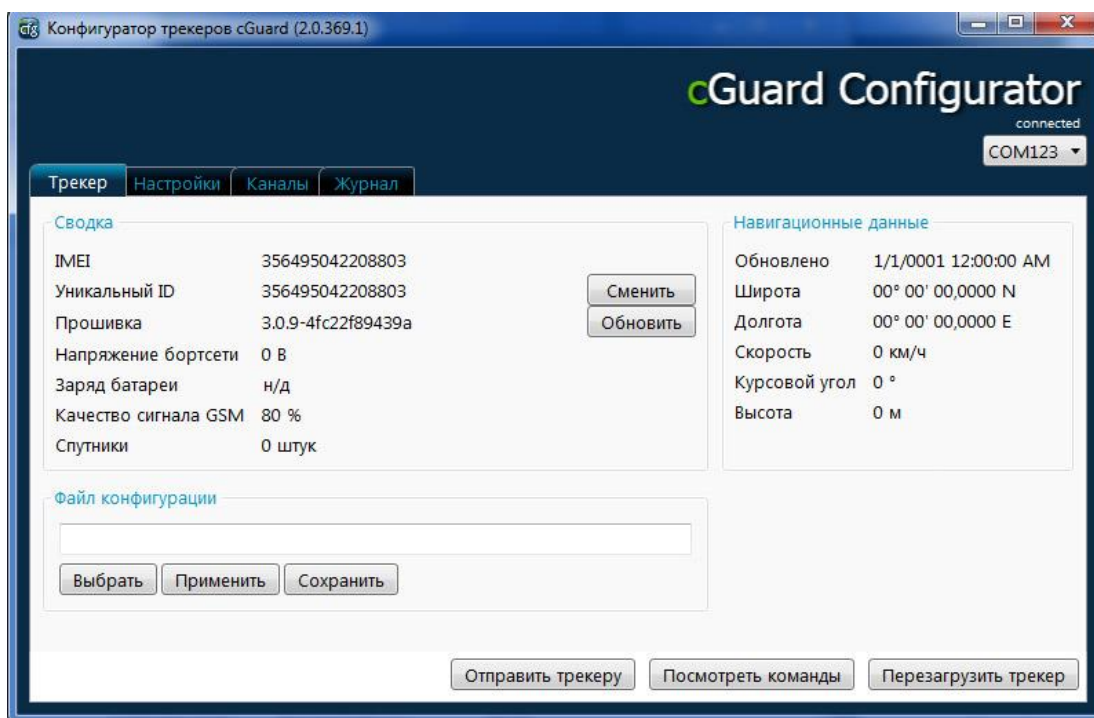 cfg Конфигуратор трекеров cGuard (2.0.369.1)
cGuard Configurator
connected
COM123
Трекер Настройки Каналы Журнал
Сводка
IMEI 356495042208803
Уникальный ID 356495042208803 Сменить
Прошивка 3.0.9-4fc22f89439a Обновить
Напряжение бортсети 0 В
Заряд батареи н/д
Качество сигнала GSM 80 %
Спутники 0 штук
Навигационные данные
Обновлено 1/1/0001 12:00:00 AM
Широта 00° 00' 00,0000 N
Долгота 00° 00' 00,0000 E
Скорость 0 км/ч
Курсовой угол 0 °
Высота 0 м
Файл конфигурации
Выбрать Применить Сохранить
Отправить трекеру Посмотреть команды Перезагрузить трекер